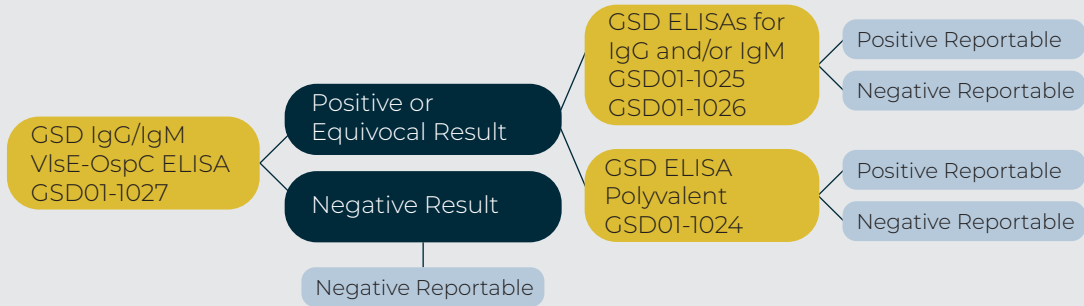 GSD IgG/IgM
VlsE-OspC ELISA
GSD01-1027
Positive or
Equivocal Result
Negative Result
Negative Reportable
GSD ELISAs for
IgG and/or IgM
GSD01-1025
GSD01-1026
Positive Reportable
Negative Reportable
GSD ELISA
Polyvalent
GSD01-1024
Positive Reportable
Negative Reportable